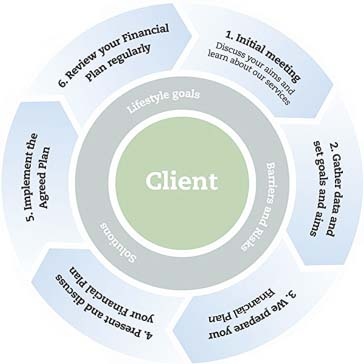 1. Initial meeting
Discuss your aims and
learn about our services
2. Gather data and
set goals and aims
3. We prepare your
Financial Plan
4. Present and discuss
your Financial Plan
5. Implement the
Agreed Plan
6. Review your Financial
Plan regularly
Lifestyle goals
Barriers and Risks
Solutions
Client